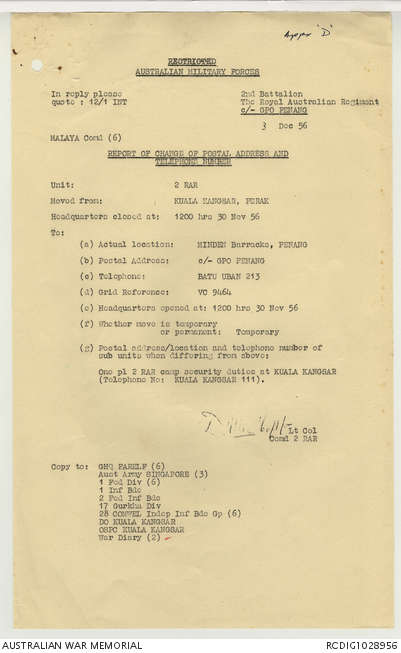 Appx 'D'
RESTRICTED
AUSTRALIAN MILITARY FORCES
In reply please
quote : 12/1 INT
2nd Battalion
The Royal Australian Regiment
c/- GPO PENANG
3 Dec 56
MALAYA Comd (6)
REPORT OF CHANGE OF POSTAL ADDRESS AND
TELEPHONE NUMBER
Unit: 2 RAR
Moved from: KUALA KANGSAR, PERAK
Headquarters closed at: 1200 hrs 30 Nov 56
To:
(a) Actual location: MINDEN Barracks, PENANG
(b) Postal Address: c/- GPO PENANG
(c) Telephone: BATU UBAN 213
(d) Grid Reference: VC 9464
(e) Headquarters opened at: 1200 hrs 30 Nov 56
(f) Whether move is temporary
or permanent: Temporary
(g) Postal address/location and telephone number of
sub units when differing from above:
One pl 2 RAR camp security duties at KUALA KANGSAR
(Telephone No: KUALA KANGSAR 111).
Lt Col
Comd 2 RAR
Copy to: GHQ FARELF (6)
Aust Army SINGAPORE (3)
1 Fed Div (6)
1 Inf Bde
2 Fed Inf Bde
17 Gurkha Div
28 COMWEL Indep Inf Bde Gp (6)
DO KUALA KANGSAR
OSPC KUALA KANGSAR
War Diary (2)
AUSTRALIAN WAR MEMORIAL
RCDIG1028956